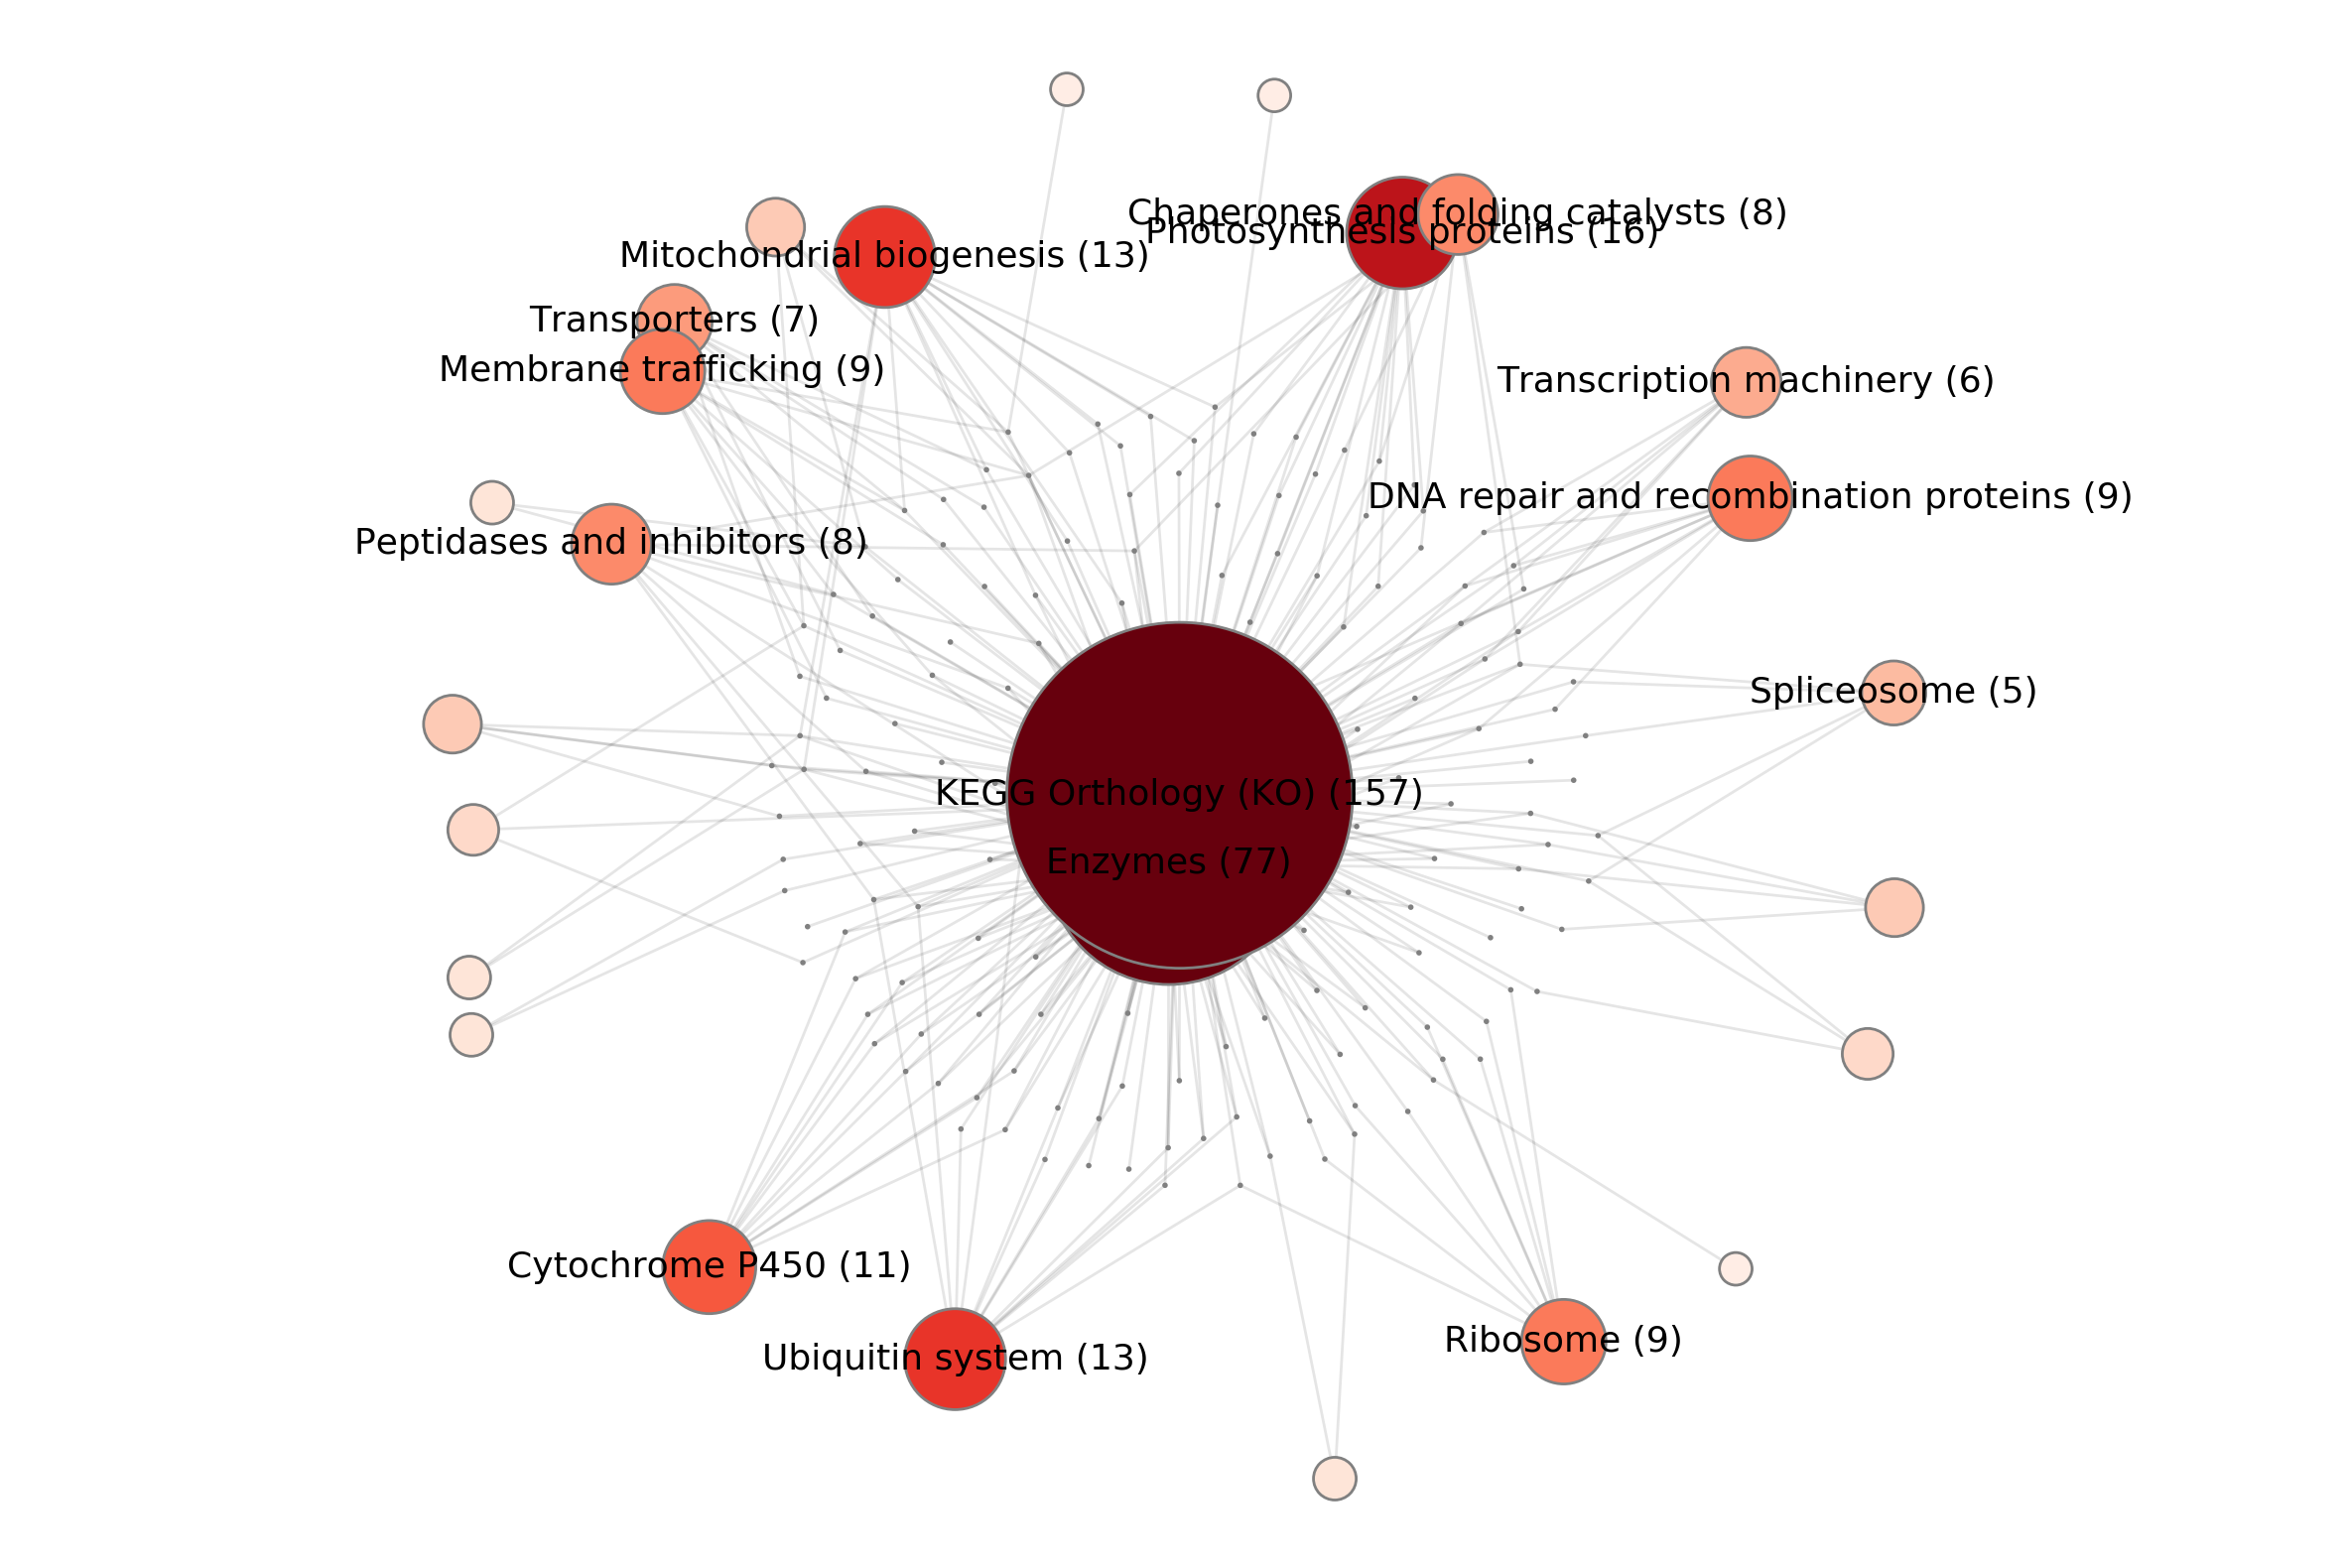 Chaperones and folding catalysts (8)
Photosynthesis proteins (16)
Mitochondrial biogenesis (13)
Transporters (7)
Membrane trafficking (9)
Transcription machinery (6)
DNA repair and recombination proteins (9)
Peptidases and inhibitors (8)
Spliceosome (5)
KEGG Orthology (KO) (157)
Enzymes (77)
Cytochrome P450 (11)
Ribosome (9)
Ubiquitin system (13)